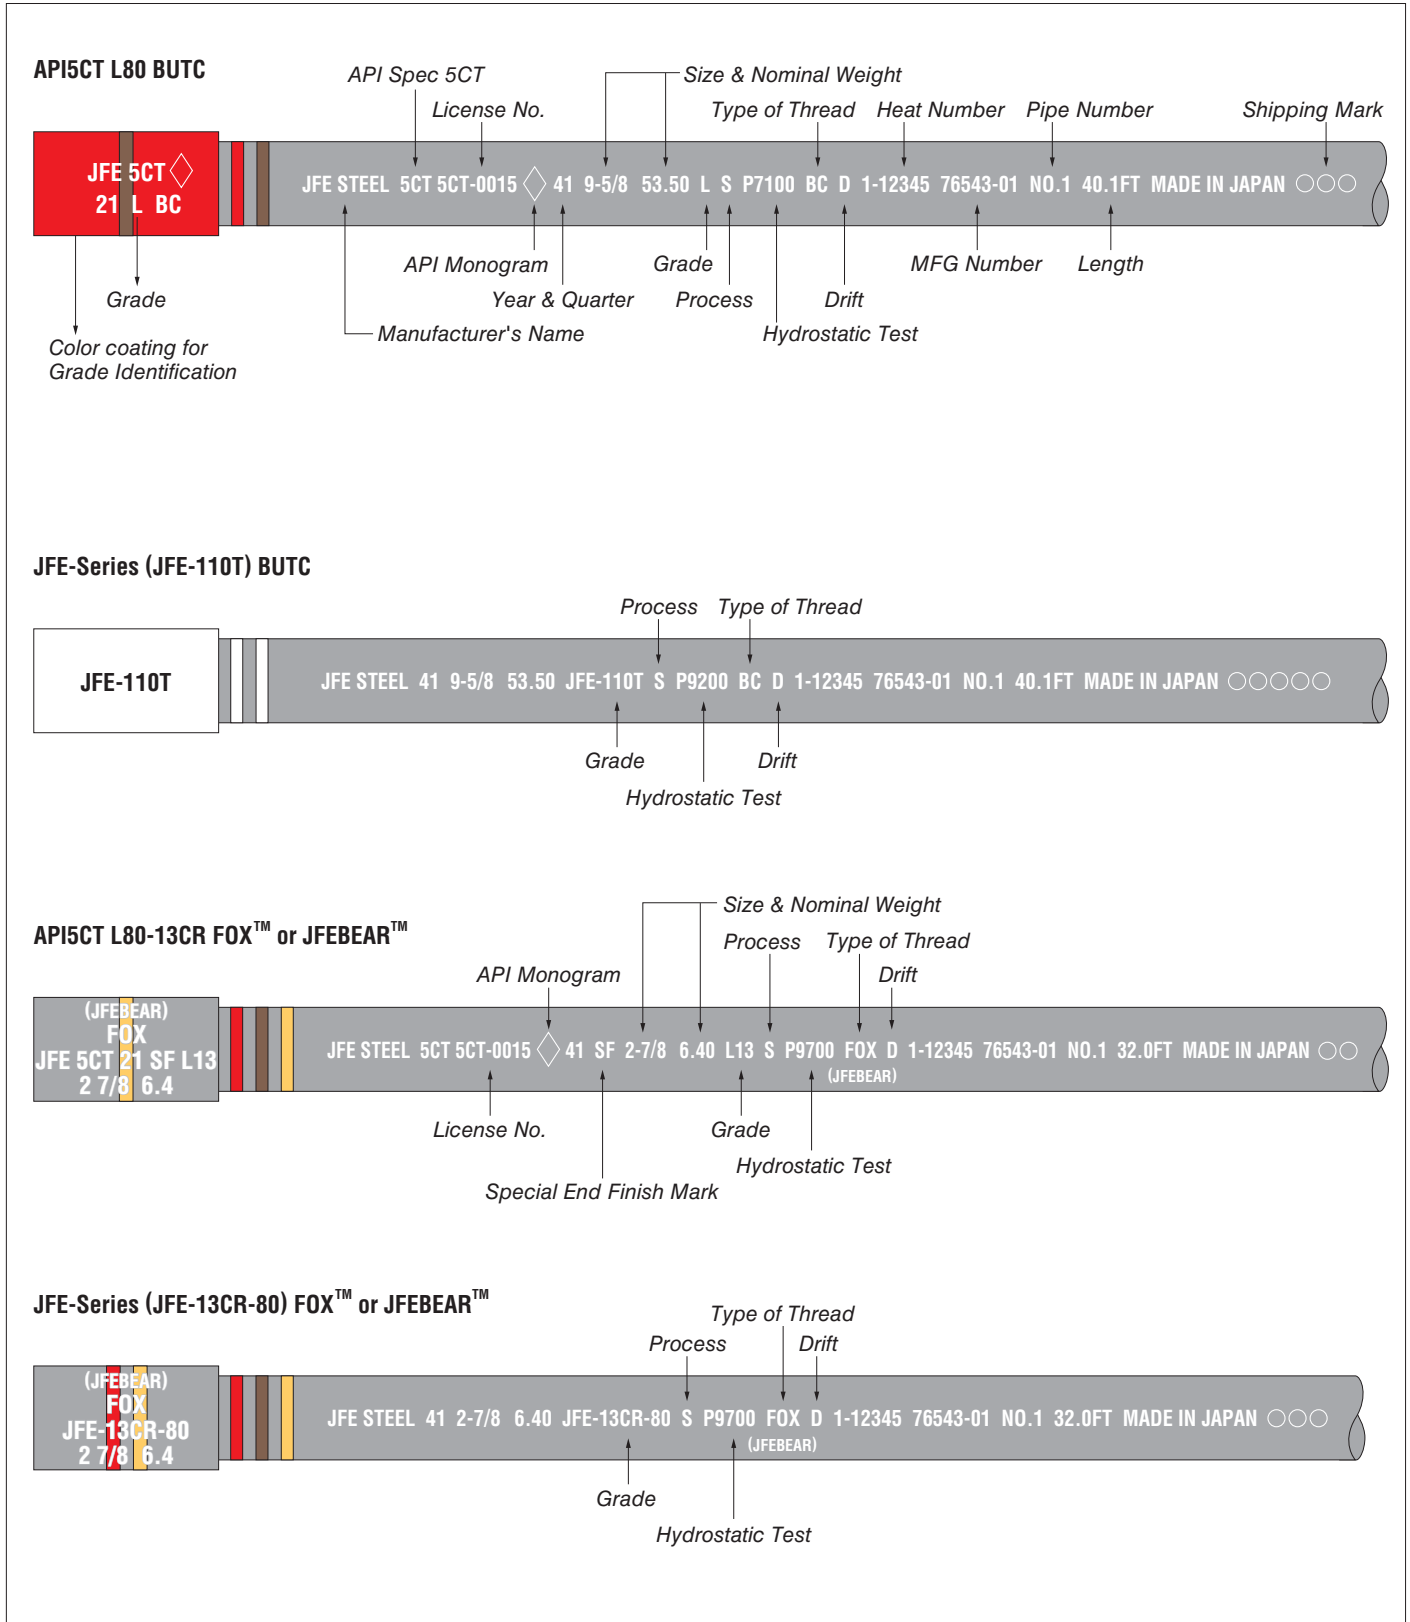 API5CT L80 BUTC
API Spec 5CT
Size & Nominal Weight
License No.
Type of Thread
Heat Number
Pipe Number
Shipping Mark
JFE 5CT ◇
21 L BC
JFE STEEL 5CT 5CT-0015 ◇ 41 9-5/8 53.50 L S P7100 BC D 1-12345 76543-01 NO.1 40.1FT MADE IN JAPAN ○○○
API Monogram
Grade
MFG Number
Length
Grade
Year & Quarter
Process
Drift
Manufacturer's Name
Hydrostatic Test
Color coating for
Grade Identification
JFE-Series (JFE-110T) BUTC
Process
Type of Thread
JFE-110T
JFE STEEL 41 9-5/8 53.50 JFE-110T S P9200 BC D 1-12345 76543-01 NO.1 40.1FT MADE IN JAPAN ○○○○○
Grade
Drift
Hydrostatic Test
API5CT L80-13CR FOX™ or JFEBEAR™
Size & Nominal Weight
Process
Type of Thread
API Monogram
Drift
(JFEBEAR)
FOX
JFE 5CT 21 SF L13
2 7/8 6.4
JFE STEEL 5CT 5CT-0015 ◇ 41 SF 2-7/8 6.40 L13 S P9700 FOX D 1-12345 76543-01 NO.1 32.0FT MADE IN JAPAN ○○
(JFEBEAR)
License No.
Grade
Hydrostatic Test
Special End Finish Mark
JFE-Series (JFE-13CR-80) FOX™ or JFEBEAR™
Type of Thread
Process
Drift
(JFEBEAR)
FOX
JFE-13CR-80
2 7/8 6.4
JFE STEEL 41 2-7/8 6.40 JFE-13CR-80 S P9700 FOX D 1-12345 76543-01 NO.1 32.0FT MADE IN JAPAN ○○○
(JFEBEAR)
Grade
Hydrostatic Test